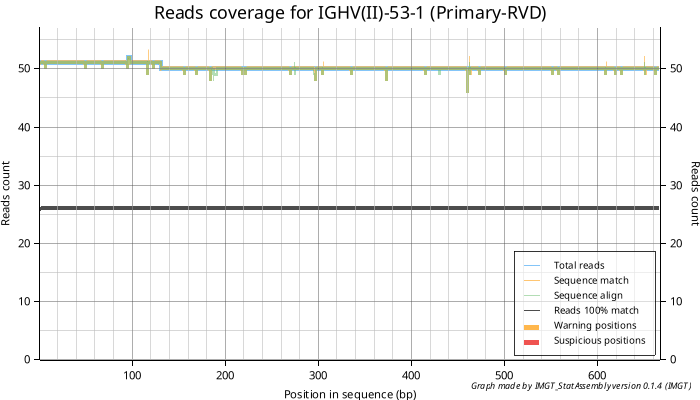 Reads coverage for IGHV(II)-53-1 (Primary-RVD)
50 50
40 40
30 30
20 20
10 10
0 0
Reads count
Reads count
100 200 300 400 500 600
Position in sequence (bp)
Total reads
Sequence match
Sequence align
Reads 100% match
Warning positions
Suspicious positions
Graph made by IMGT_StatAssembly version 0.1.4 (IMGT)